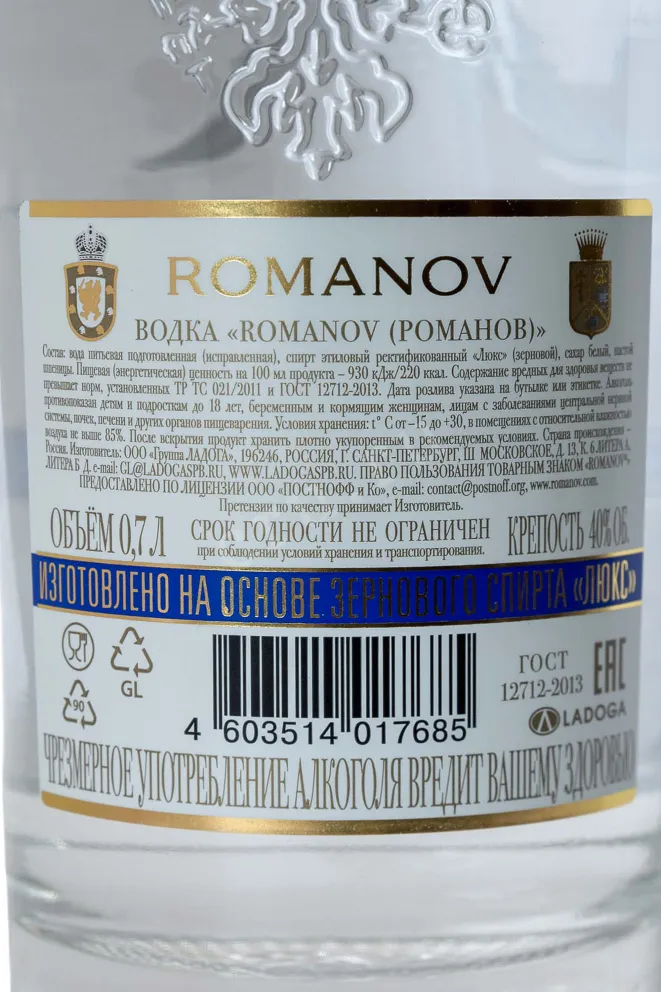 ROMANOV
ВОДКА «ROMANOV (РОМАНОВ)»
Состав: вода питьевая подготовленная (исправленная), спирт этиловый ректификованный «Люкс» (зерновой), сахар белый, настой
пшеницы. Пищевая (энергетическая) ценность на 100 мл продукта – 930 кДж/220 ккал. Содержание вредных для здоровья веществ не
превышает норм, установленных ТР ТС 021/2011 и ГОСТ 12712-2013. Дата розлива указана на бутылке или этикетке. Алкоголь
противопоказан детям и подросткам до 18 лет, беременным и кормящим женщинам, лицам с заболеваниями центральной нервной
системы, почек, печени и других органов пищеварения. Условия хранения: t° С от –15 до +30, в помещениях с относительной влажностью
воздуха не выше 85%. После вскрытия продукт хранить плотно укупоренным в рекомендуемых условиях. Страна происхождения –
Россия. Изготовитель: ООО «Группа ЛАДОГА», 196246, РОССИЯ, Г. САНКТ-ПЕТЕРБУРГ, Ш МОСКОВСКОЕ, Д. 13, К. 6 ЛИТЕРА А,
ЛИТЕРА Б Д. e-mail: GL@LADOGASPB.RU, WWW.LADOGASPB.RU. ПРАВО ПОЛЬЗОВАНИЯ ТОВАРНЫМ ЗНАКОМ «ROMANOV»
ПРЕДОСТАВЛЕНО ПО ЛИЦЕНЗИИ ООО «ПОСТНОФФ и Ко», e-mail: contact@postnoff.org, www.romanov.com.
Претензии по качеству принимает Изготовитель.
ОБЪЁМ 0,7 Л
СРОК ГОДНОСТИ НЕ ОГРАНИЧЕН
при соблюдении условий хранения и транспортирования.
КРЕПОСТЬ 40% ОБ.
ИЗГОТОВЛЕНО НА ОСНОВЕ ЗЕРНОВОГО СПИРТА «ЛЮКС»
GL
90
4 603514 017685
ГОСТ
12712-2013
ЕАС
LADOGA
ЧРЕЗМЕРНОЕ УПОТРЕБЛЕНИЕ АЛКОГОЛЯ ВРЕДИТ ВАШЕМУ ЗДОРОВЬЮ